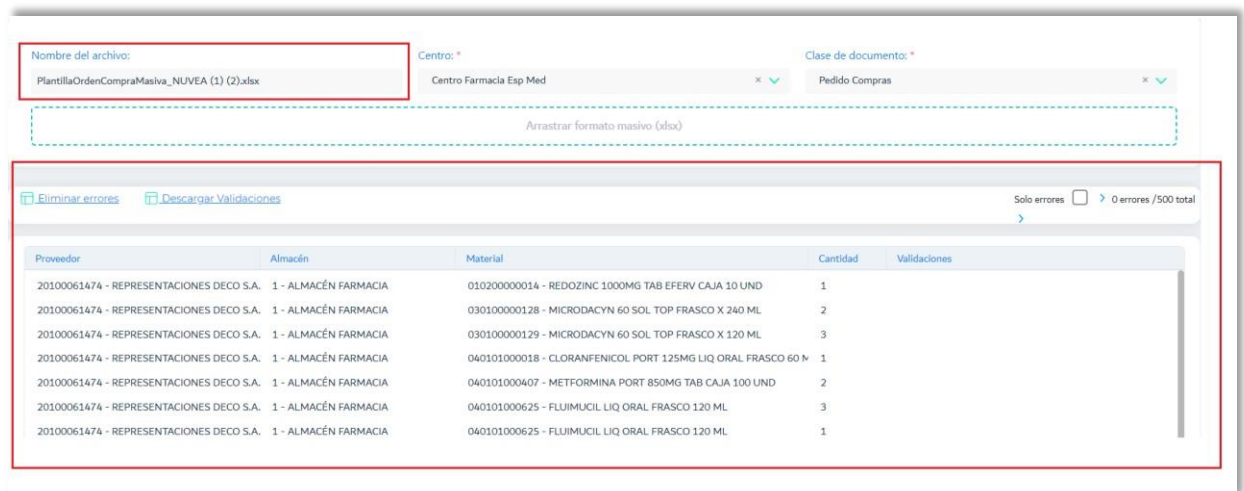 Nombre del archivo: Centro: * Clase de documento: *
PlantillaOrdenCompraMasiva_NUVEA (1) (2).xlsx Centro Farmacia Esp Med × Pedido Compras ×
Arrastrar formato masivo (xlsx)
Eliminar errores Descargar Validaciones Solo errores > 0 errores /500 total
>
Proveedor Almacén Material Cantidad Validaciones
20100061474 - REPRESENTACIONES DECO S.A. 1 - ALMACÉN FARMACIA 010200000014 - REDOZINC 1000MG TAB EFERV CAJA 10 UND 1
20100061474 - REPRESENTACIONES DECO S.A. 1 - ALMACÉN FARMACIA 030100000128 - MICRODACYN 60 SOL TOP FRASCO X 240 ML 2
20100061474 - REPRESENTACIONES DECO S.A. 1 - ALMACÉN FARMACIA 030100000129 - MICRODACYN 60 SOL TOP FRASCO X 120 ML 3
20100061474 - REPRESENTACIONES DECO S.A. 1 - ALMACÉN FARMACIA 040101000018 - CLORANFENICOL PORT 125MG LIQ ORAL FRASCO 60 1
20100061474 - REPRESENTACIONES DECO S.A. 1 - ALMACÉN FARMACIA 040101000407 - METFORMINA PORT 850MG TAB CAJA 100 UND 2
20100061474 - REPRESENTACIONES DECO S.A. 1 - ALMACÉN FARMACIA 040101000625 - FLUIMUCIL LIQ ORAL FRASCO 120 ML 3
20100061474 - REPRESENTACIONES DECO S.A. 1 - ALMACÉN FARMACIA 040101000625 - FLUIMUCIL LIQ ORAL FRASCO 120 ML 1